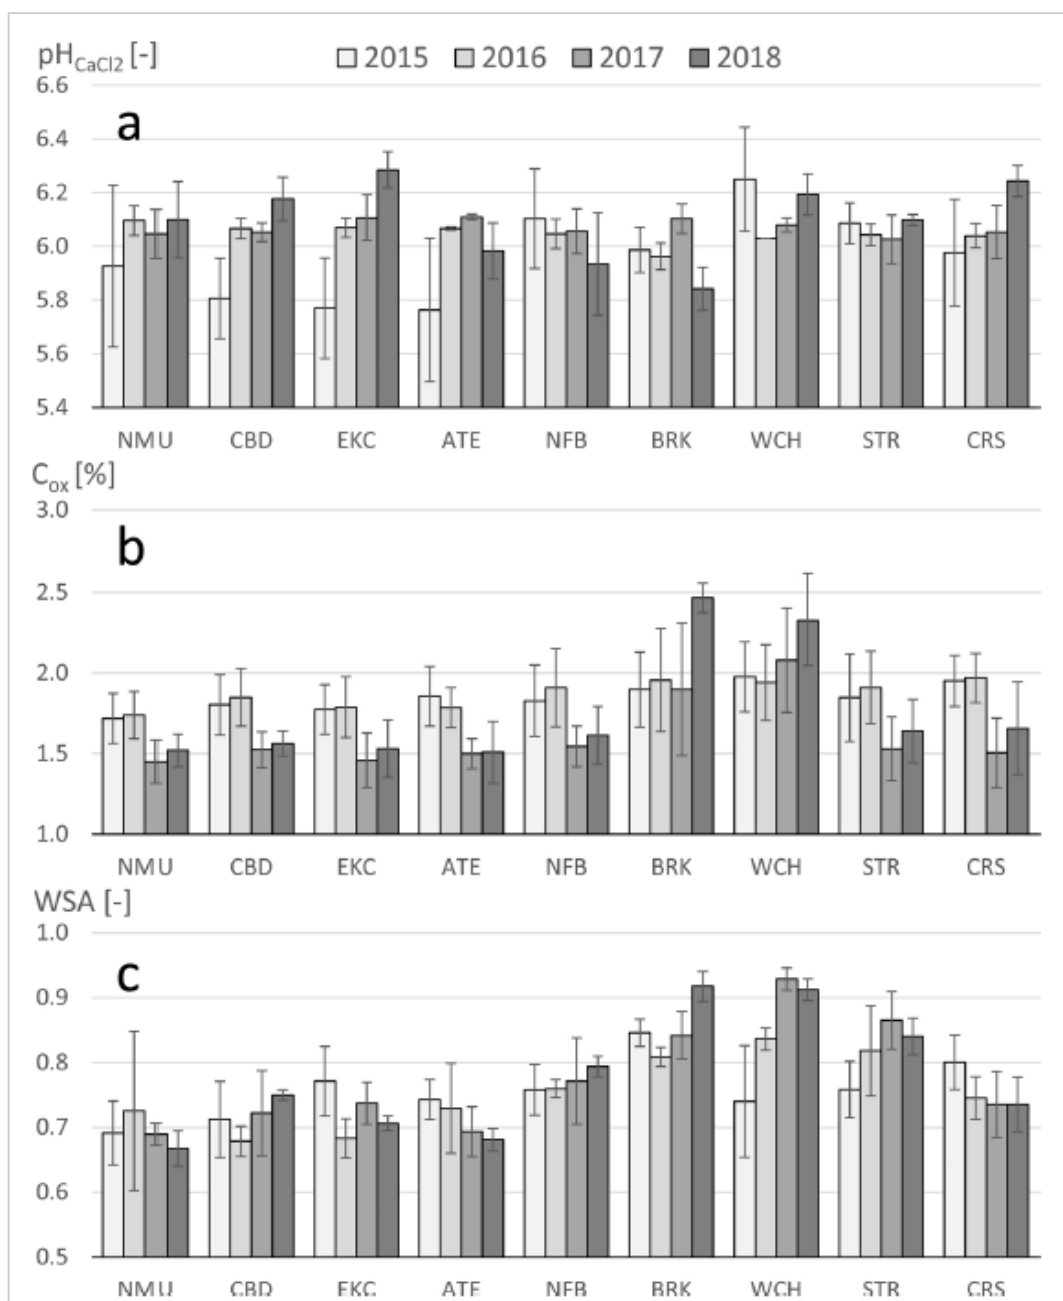 pHCaCl2 [-] 2015 2016 2017 2018
6.6
a
6.4
6.2
6.0
5.8
5.6
5.4
NMU CBD EKC ATE NFB BRK WCH STR CRS
Cox [%]
3.0
b
2.5
2.0
1.5
1.0
NMU CBD EKC ATE NFB BRK WCH STR CRS
WSA [-]
1.0
c
0.9
0.8
0.7
0.6
0.5
NMU CBD EKC ATE NFB BRK WCH STR CRS